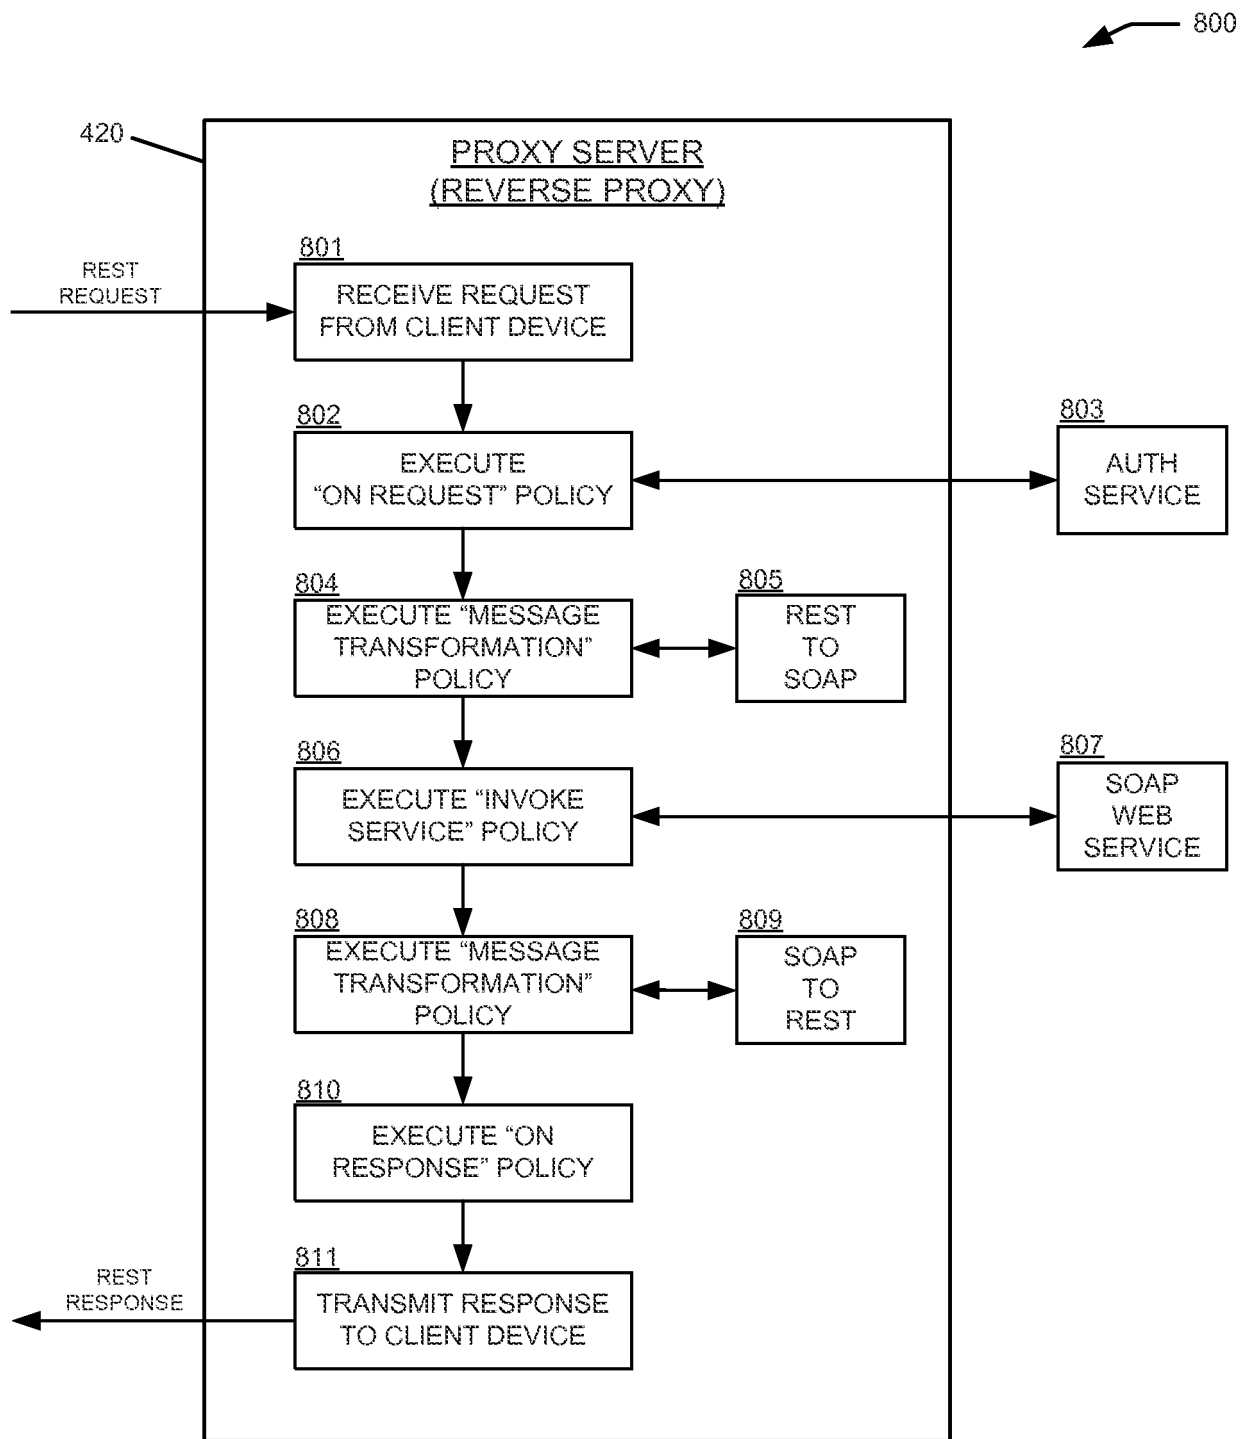 800
420
PROXY SERVER
(REVERSE PROXY)
801
REST
REQUEST
RECEIVE REQUEST
FROM CLIENT DEVICE
802
EXECUTE
“ON REQUEST” POLICY
803
AUTH
SERVICE
804
EXECUTE “MESSAGE
TRANSFORMATION”
POLICY
805
REST
TO
SOAP
806
EXECUTE “INVOKE
SERVICE” POLICY
807
SOAP
WEB
SERVICE
808
EXECUTE “MESSAGE
TRANSFORMATION”
POLICY
809
SOAP
TO
REST
810
EXECUTE “ON
RESPONSE” POLICY
811
REST
RESPONSE
TRANSMIT RESPONSE
TO CLIENT DEVICE